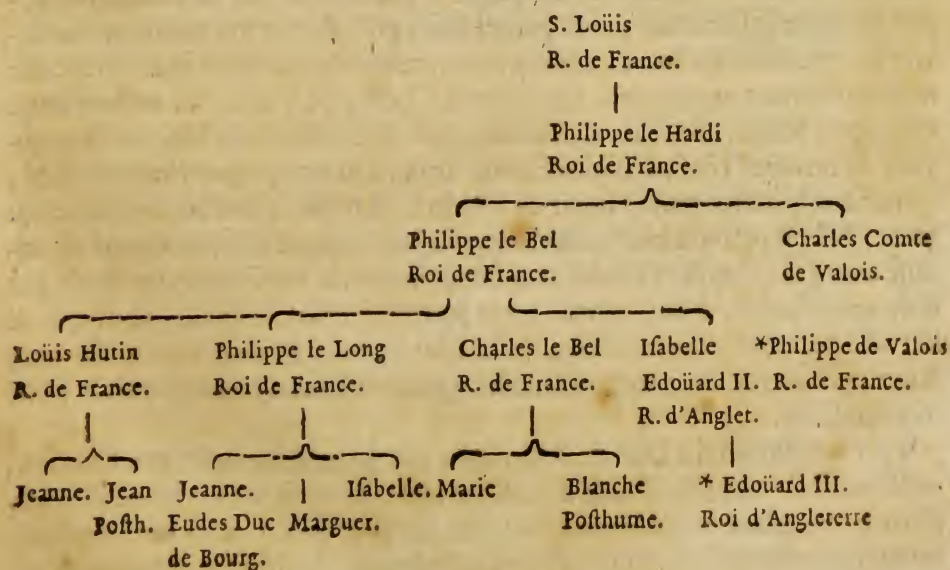 S. Loüis
R. de France.
Philippe le Hardi
Roi de France.
Philippe le Bel Charles Comte
Roi de France. de Valois.
Loüis Hutin Philippe le Long Charles le Bel Iſabelle *Philippe de Valois
R. de France. Roi de France. R. de France. Edoüard II. R. de France.
R. d'Anglet.
Jeanne. Jean Jeanne. Iſabelle. Marie Blanche * Edoüard III.
Poſth. Eudes Duc Marguer. Poſthume. Roi d'Angleterre
de Bourg.